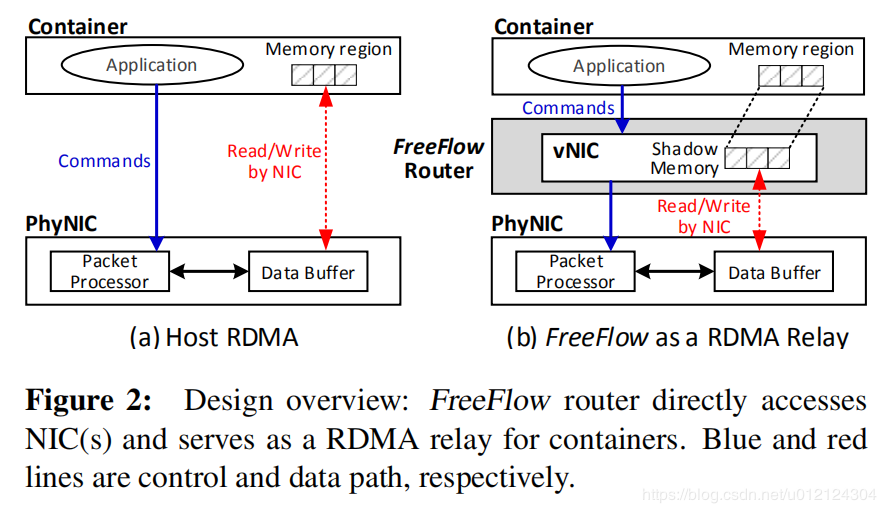 Container
Application
Memory region
Commands
Read/Write
by NIC
PhyNIC
Packet
Processor
Data Buffer
(a) Host RDMA
Container
Application
Memory region
Commands
FreeFlow
Router
vNIC
Shadow
Memory
Read/Write
by NIC
PhyNIC
Packet
Processor
Data Buffer
(b) FreeFlow as a RDMA Relay
Figure 2: Design overview: FreeFlow router directly accesses
NIC(s) and serves as a RDMA relay for containers. Blue and red
lines are control and data path, respectively.
https://blog.csdn.net/u012124304